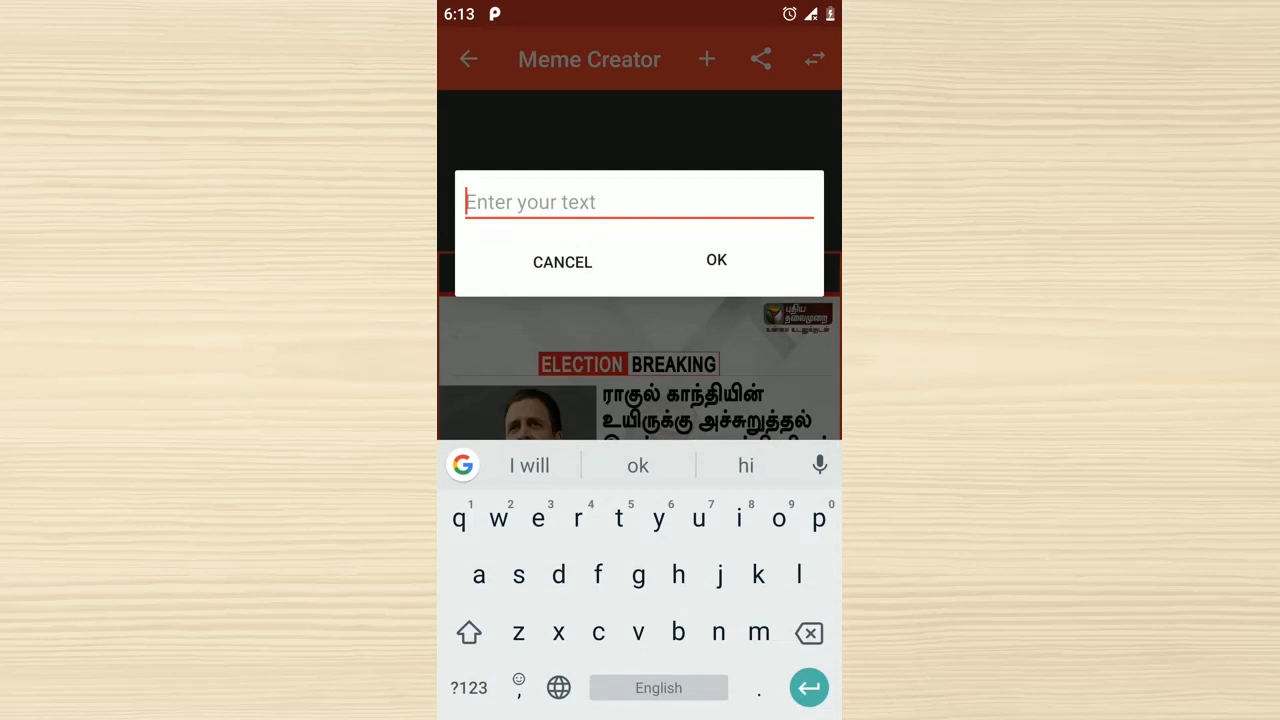 6:13
Meme Creator
Enter your text
CANCEL
OK
புதிய
தலைமுறை
ELECTION BREAKING
ராகுல் காந்தியின்
உயிருக்கு அச்சுறுத்தல்
I will
ok
hi
1 2 3 4 5 6 7 8 9 0
q w e r t y u i o p
a s d f g h j k l
z x c v b n m
?123 , English .